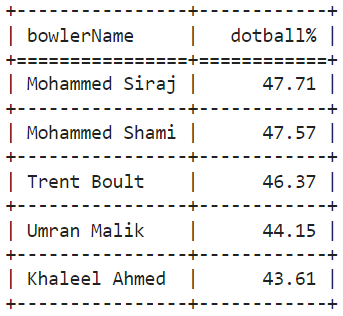 +----------------+------------+
| bowlerName     |   dotball% |
+================+============+
| Mohammed Siraj |      47.71 |
+----------------+------------+
| Mohammed Shami |      47.57 |
+----------------+------------+
| Trent Boult    |      46.37 |
+----------------+------------+
| Umran Malik    |      44.15 |
+----------------+------------+
| Khaleel Ahmed  |      43.61 |
+----------------+------------+